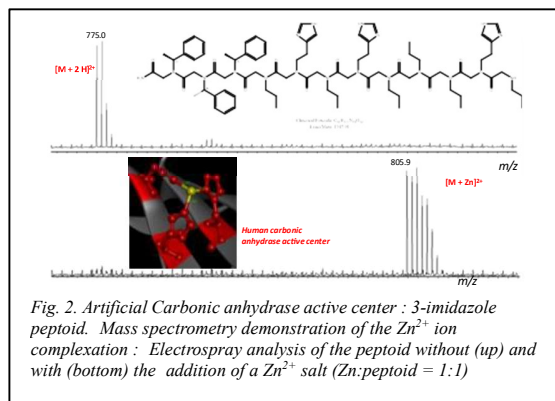 775.0
[M + 2 H]²⁺
m/z
805.9
[M + Zn]²⁺
Human carbonic
anhydrase active center
m/z
Fig. 2. Artificial Carbonic anhydrase active center : 3-imidazole
peptoid. Mass spectrometry demonstration of the Zn²⁺ ion
complexation : Electrospray analysis of the peptoid without (up) and
with (bottom) the addition of a Zn²⁺ salt (Zn:peptoid = 1:1)